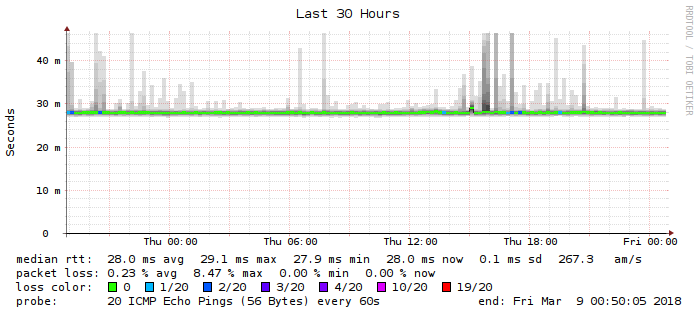 Last 30 Hours
RRDTOOL / TOBI OETIKER
Seconds
40 m
30 m
20 m
10 m
0
Thu 00:00 Thu 06:00 Thu 12:00 Thu 18:00 Fri 00:00
median rtt: 28.0 ms avg 29.1 ms max 27.9 ms min 28.0 ms now 0.1 ms sd 267.3 am/s
packet loss: 0.23 % avg 8.47 % max 0.00 % min 0.00 % now
loss color: 0 1/20 2/20 3/20 4/20 10/20 19/20
probe: 20 ICMP Echo Pings (56 Bytes) every 60s end: Fri Mar 9 00:50:05 2018